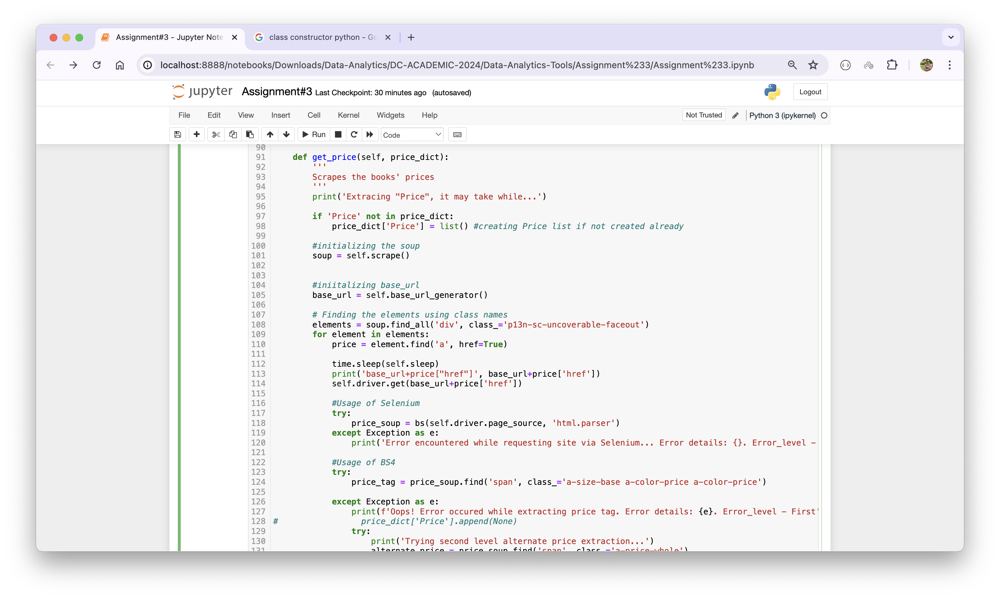 Assignment#3 - Jupyter Note
class constructor python - Go
localhost:8888/notebooks/Downloads/Data-Analytics/DC-ACADEMIC-2024/Data-Analytics-Tools/Assignment%233/Assignment%233.ipynb
jupyter Assignment#3 Last Checkpoint: 30 minutes ago (autosaved)
Logout
File Edit View Insert Cell Kernel Widgets Help
Not Trusted Python 3 (ipykernel)
Run Code
90
91     def get_price(self, price_dict):
92         '''
93         Scrapes the books' prices
94         '''
95         print('Extracing "Price", it may take while...')
96
97         if 'Price' not in price_dict:
98             price_dict['Price'] = list() #creating Price list if not created already
99
100         #initializing the soup
101         soup = self.scrape()
102
103
104         #iniitalizing base_url
105         base_url = self.base_url_generator()
106
107         # Finding the elements using class names
108         elements = soup.find_all('div', class_='p13n-sc-uncoverable-faceout')
109         for element in elements:
110             price = element.find('a', href=True)
111
112             time.sleep(self.sleep)
113             print('base_url+price["href"]', base_url+price['href'])
114             self.driver.get(base_url+price['href'])
115
116             #Usage of Selenium
117             try:
118                 price_soup = bs(self.driver.page_source, 'html.parser')
119             except Exception as e:
120                 print('Error encountered while requesting site via Selenium... Error details: {}. Error_level -
121
122             #Usage of BS4
123             try:
124                 price_tag = price_soup.find('span', class_='a-size-base a-color-price a-color-price')
125
126             except Exception as e:
127                 print(f'Oops! Error occured while extracting price tag. Error details: {e}. Error_level - First'
128 #                 price_dict['Price'].append(None)
129                 try:
130                     print('Trying second level alternate price extraction...')
131                     alternate_price = price_soup.find('span', class_='a-price-whole')